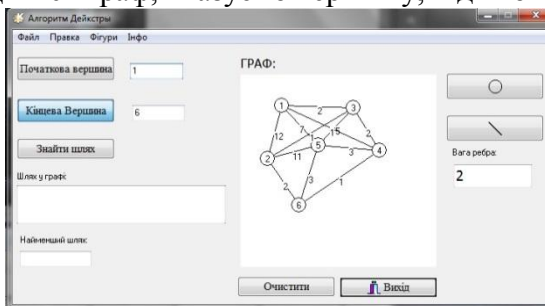 Алгоритм Дейкстры
Файл Правка Фігури Інфо
Початкова вершина 1
Кінцева Вершина 6
Знайти шлях
Шлях у графі:
Найменший шлях:
ГРАФ:
1 2 3
12 7 2
2 11 5 3 4
2 3 1
6
Вага ребра:
2
Очистити Вихід